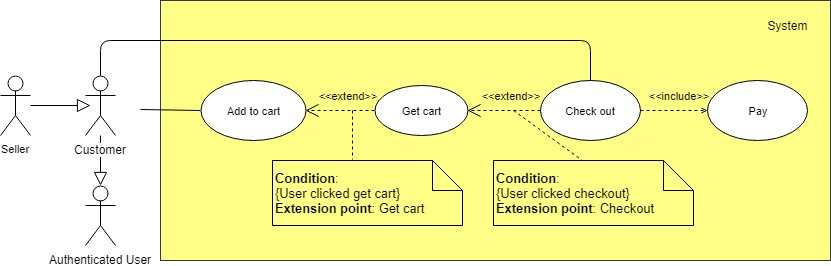 System
<<extend>>
<<extend>>
<<include>>
Add to cart
Get cart
Check out
Pay
Seller
Customer
Condition:
{User clicked get cart}
Extension point: Get cart
Condition:
{User clicked checkout}
Extension point: Checkout
Authenticated User